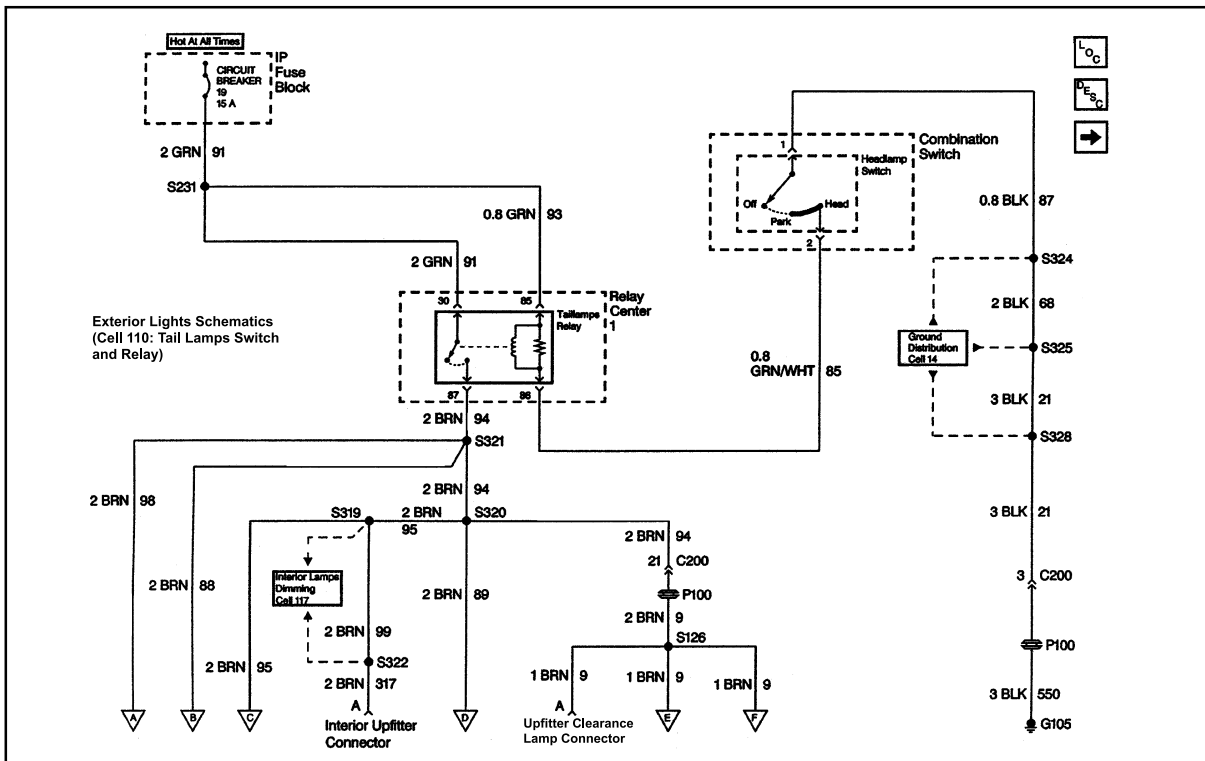 Hot At All Times
IP
Fuse
Block
CIRCUIT
BREAKER
19
15 A
2 GRN 91
S231
0.8 GRN 93
2 GRN 91
30
85
Relay
Center
1
Taillamps
Relay
87
86
Exterior Lights Schematics
(Cell 110: Tail Lamps Switch
and Relay)
2 BRN 94
S321
2 BRN 98
2 BRN 94
S319
2 BRN
95
S320
2 BRN 94
21 C200
P100
2 BRN 88
Interior Lamps
Dimming
Cell 117
2 BRN 89
2 BRN 9
S126
2 BRN 99
S322
2 BRN 95
2 BRN 317
1 BRN 9
1 BRN 9
1 BRN 9
A
B
C
A
Interior Upfitter
Connector
D
A
Upfitter Clearance
Lamp Connector
E
F
Combination
Switch
1
Headlamp
Switch
Off
Park
Head
2
0.8
GRN/WHT 85
LOC
DESC
0.8 BLK 87
S324
2 BLK 68
Ground
Distribution
Cell 14
S325
3 BLK 21
S328
3 BLK 21
3 C200
P100
3 BLK 550
G105